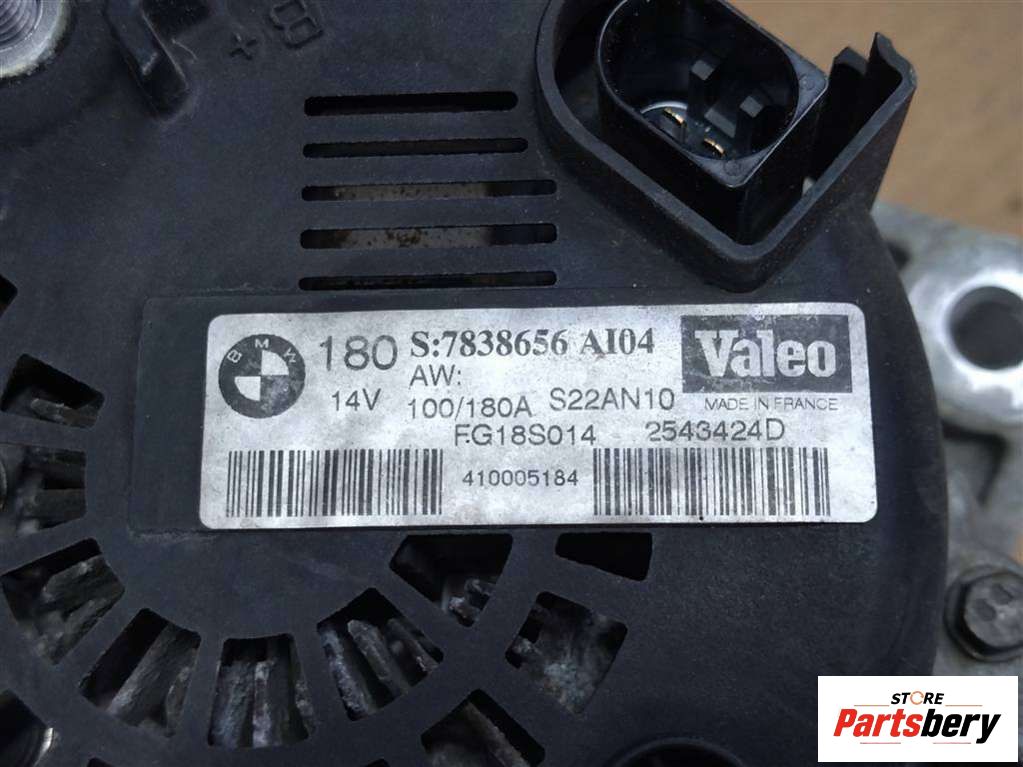 B+
BMW
180 S:7838656 AI04
AW:
14V 100/180A S22AN10
Valeo
MADE IN FRANCE
FG18S014 2543424D
410005184
STORE
Partsbery